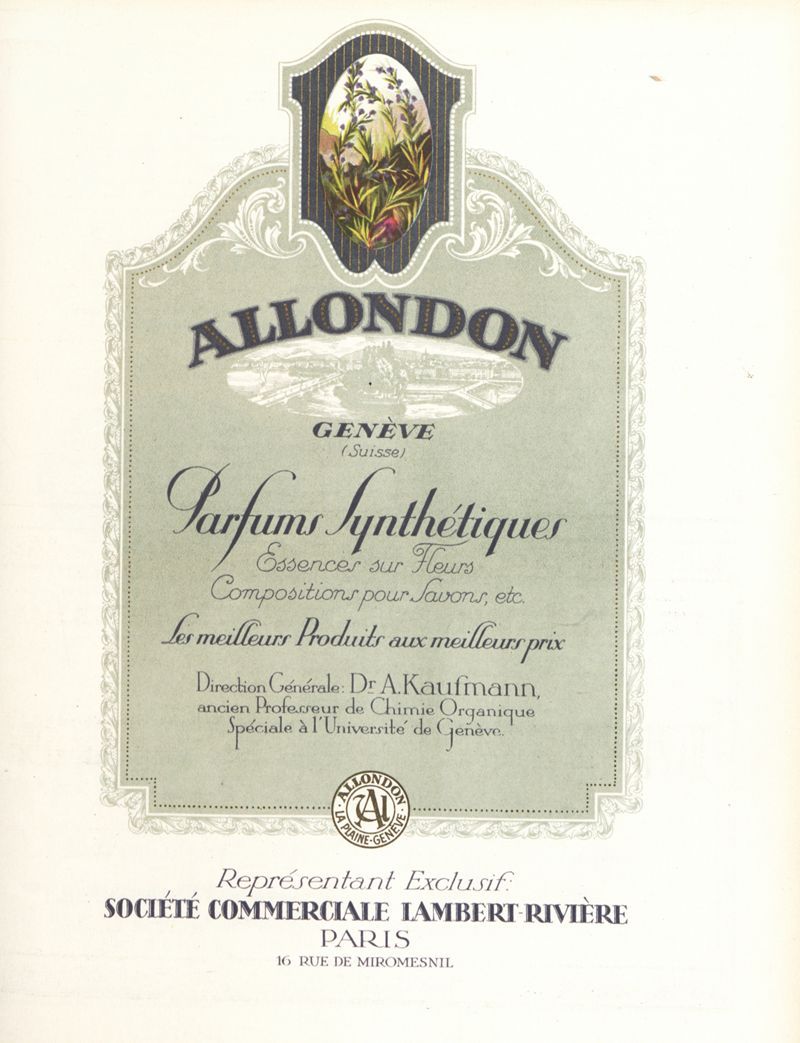 ALLONDON
GENÈVE
(Suisse)
Parfums Synthétiques
Essences sur Fleurs
Compositions pour Savons, etc.
Les meilleurs Produits aux meilleurs prix
Direction Générale: Dr A. Kaufmann,
ancien Professeur de Chimie Organique
Spéciale à l'Université de Genève.
ALLONDON
AL
LA PLAINE-GENÈVE
Représentant Exclusif:
SOCIÉTÉ COMMERCIALE LAMBERT-RIVIÈRE
PARIS
16 RUE DE MIROMESNIL